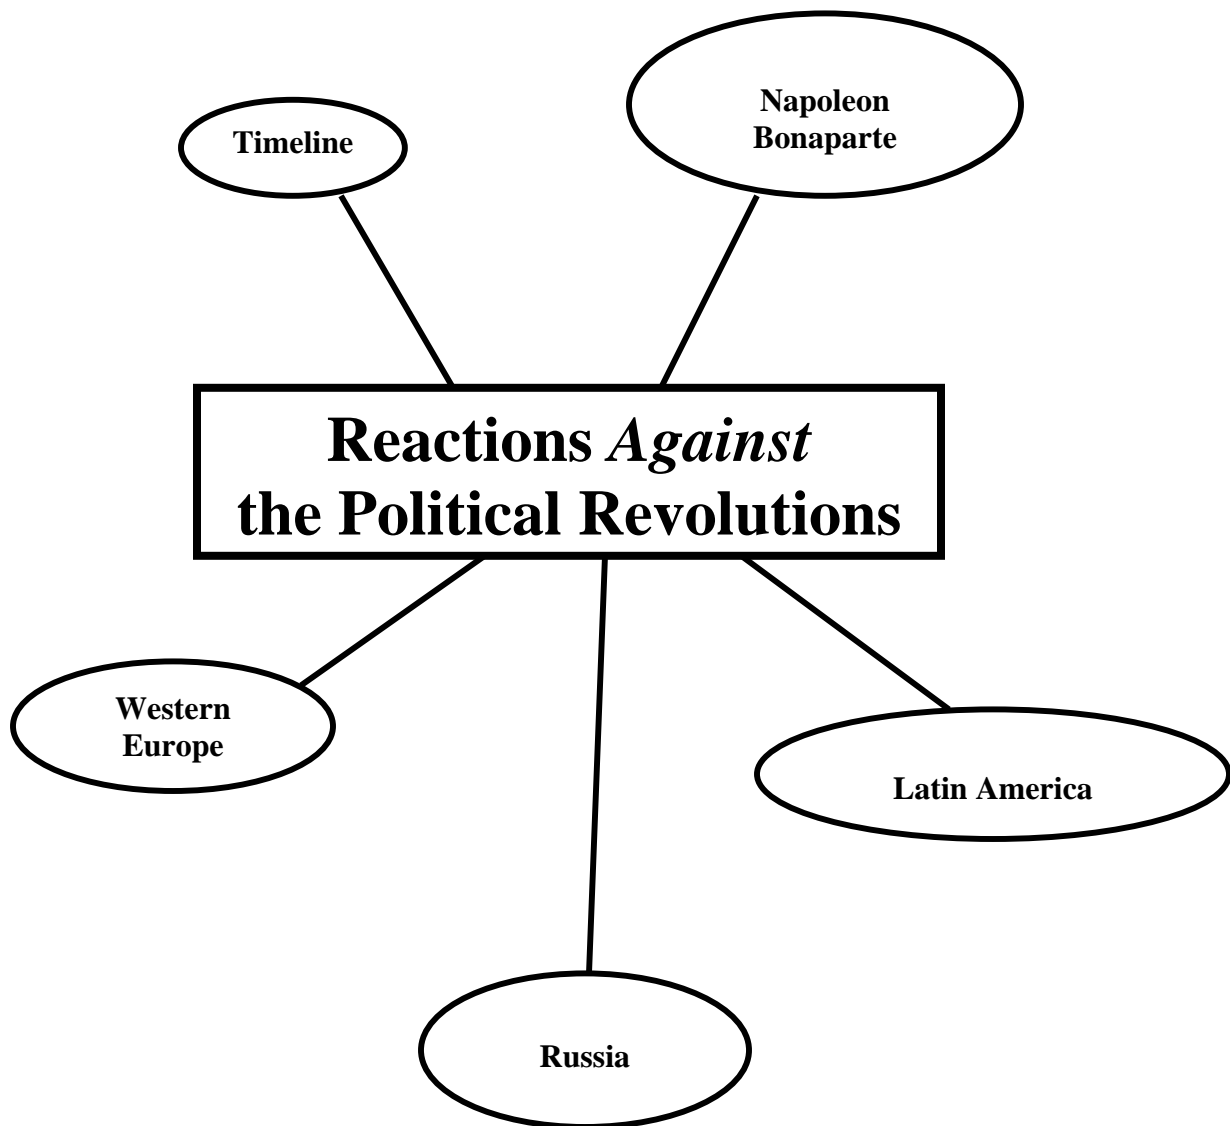 Timeline
Napoleon
Bonaparte
Reactions Against
the Political Revolutions
Western
Europe
Latin America
Russia